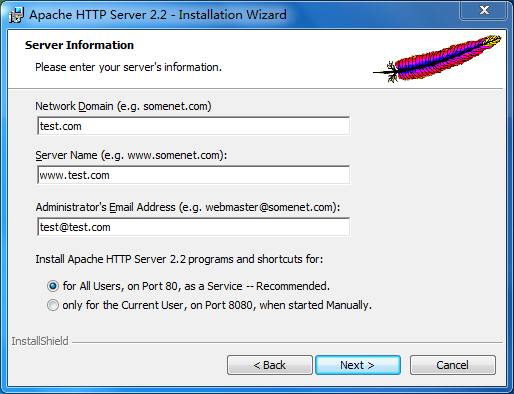 Apache HTTP Server 2.2 - Installation Wizard
Server Information
Please enter your server's information.
Network Domain (e.g. somenet.com)
test.com
Server Name (e.g. www.somenet.com):
www.test.com
Administrator's Email Address (e.g. webmaster@somenet.com):
test@test.com
Install Apache HTTP Server 2.2 programs and shortcuts for:
for All Users, on Port 80, as a Service -- Recommended.
only for the Current User, on Port 8080, when started Manually.
InstallShield
< Back
Next >
Cancel